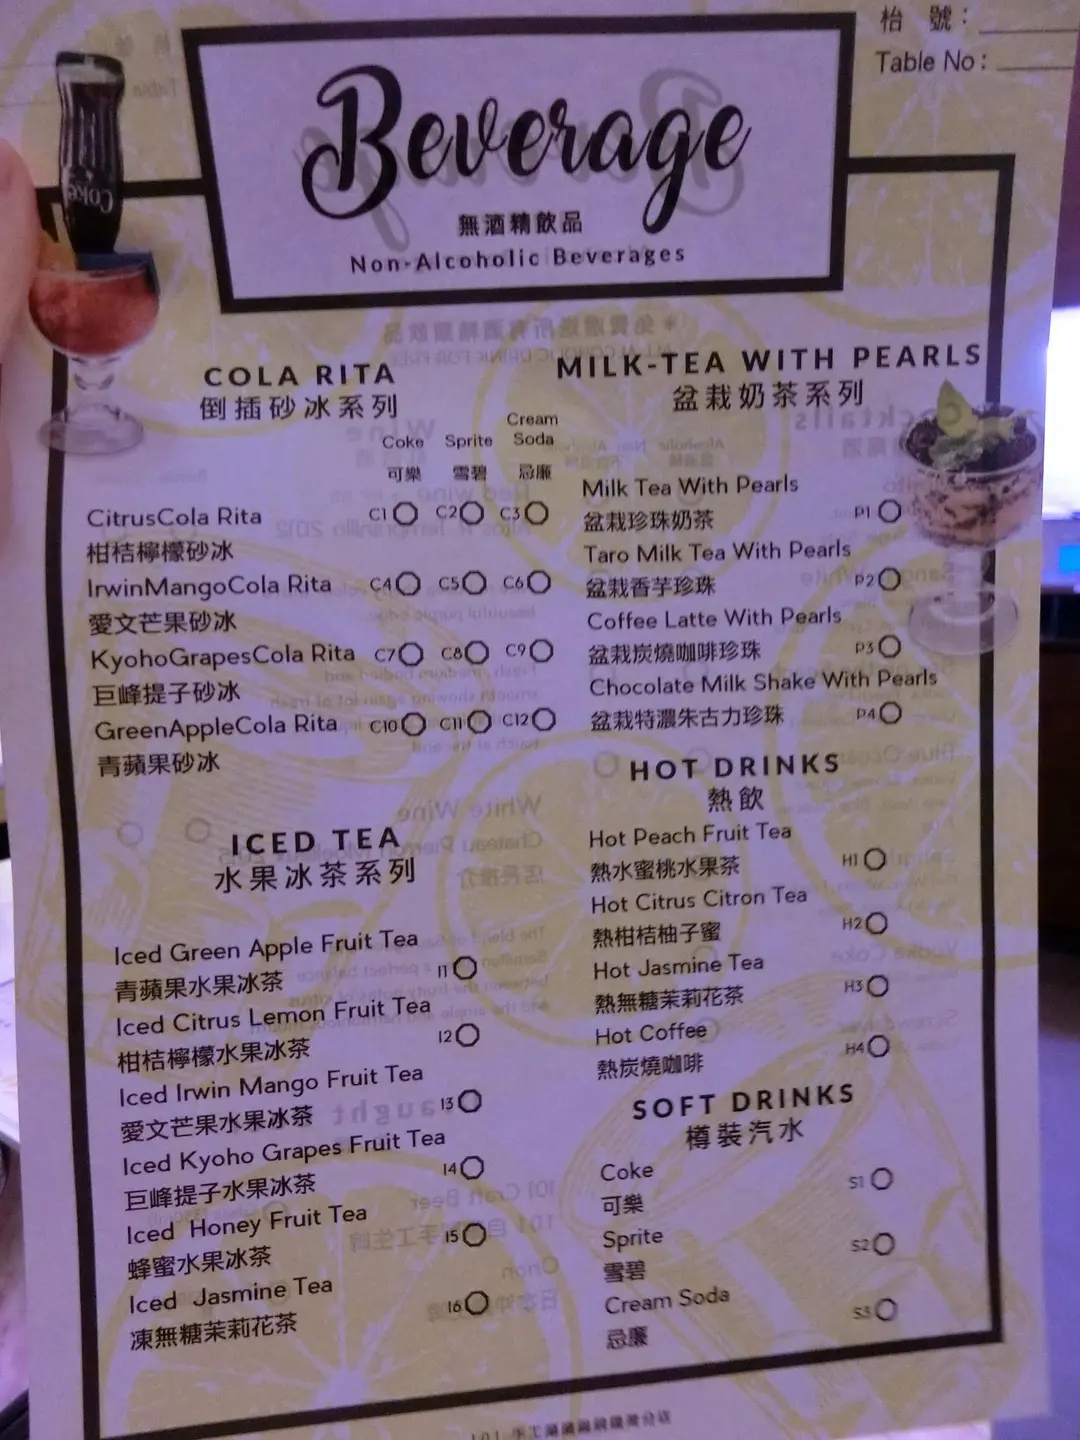 枱 號：
Table No：
Coke
Beverage
無酒精飲品
Non-Alcoholic Beverages
COLA RITA
倒插砂冰系列
Coke Sprite Cream Soda
可樂 雪碧 忌廉
CitrusCola Rita C1 C2 C3
柑桔檸檬砂冰
IrwinMangoCola Rita C4 C5 C6
愛文芒果砂冰
KyohoGrapesCola Rita C7 C8 C9
巨峰提子砂冰
GreenAppleCola Rita C10 C11 C12
青蘋果砂冰
ICED TEA
水果冰茶系列
Iced Green Apple Fruit Tea
青蘋果水果冰茶 I1
Iced Citrus Lemon Fruit Tea
柑桔檸檬水果冰茶 I2
Iced Irwin Mango Fruit Tea
愛文芒果水果冰茶 I3
Iced Kyoho Grapes Fruit Tea
巨峰提子水果冰茶 I4
Iced Honey Fruit Tea
蜂蜜水果冰茶 I5
Iced Jasmine Tea
凍無糖茉莉花茶 I6
MILK-TEA WITH PEARLS
盆栽奶茶系列
Milk Tea With Pearls
盆栽珍珠奶茶 P1
Taro Milk Tea With Pearls
盆栽香芋珍珠 P2
Coffee Latte With Pearls
盆栽炭燒咖啡珍珠 P3
Chocolate Milk Shake With Pearls
盆栽特濃朱古力珍珠 P4
HOT DRINKS
熱飲
Hot Peach Fruit Tea
熱水蜜桃水果茶 H1
Hot Citrus Citron Tea
熱柑桔柚子蜜 H2
Hot Jasmine Tea
熱無糖茉莉花茶 H3
Hot Coffee
熱炭燒咖啡 H4
SOFT DRINKS
樽裝汽水
Coke
可樂 S1
Sprite
雪碧 S2
Cream Soda
忌廉 S3